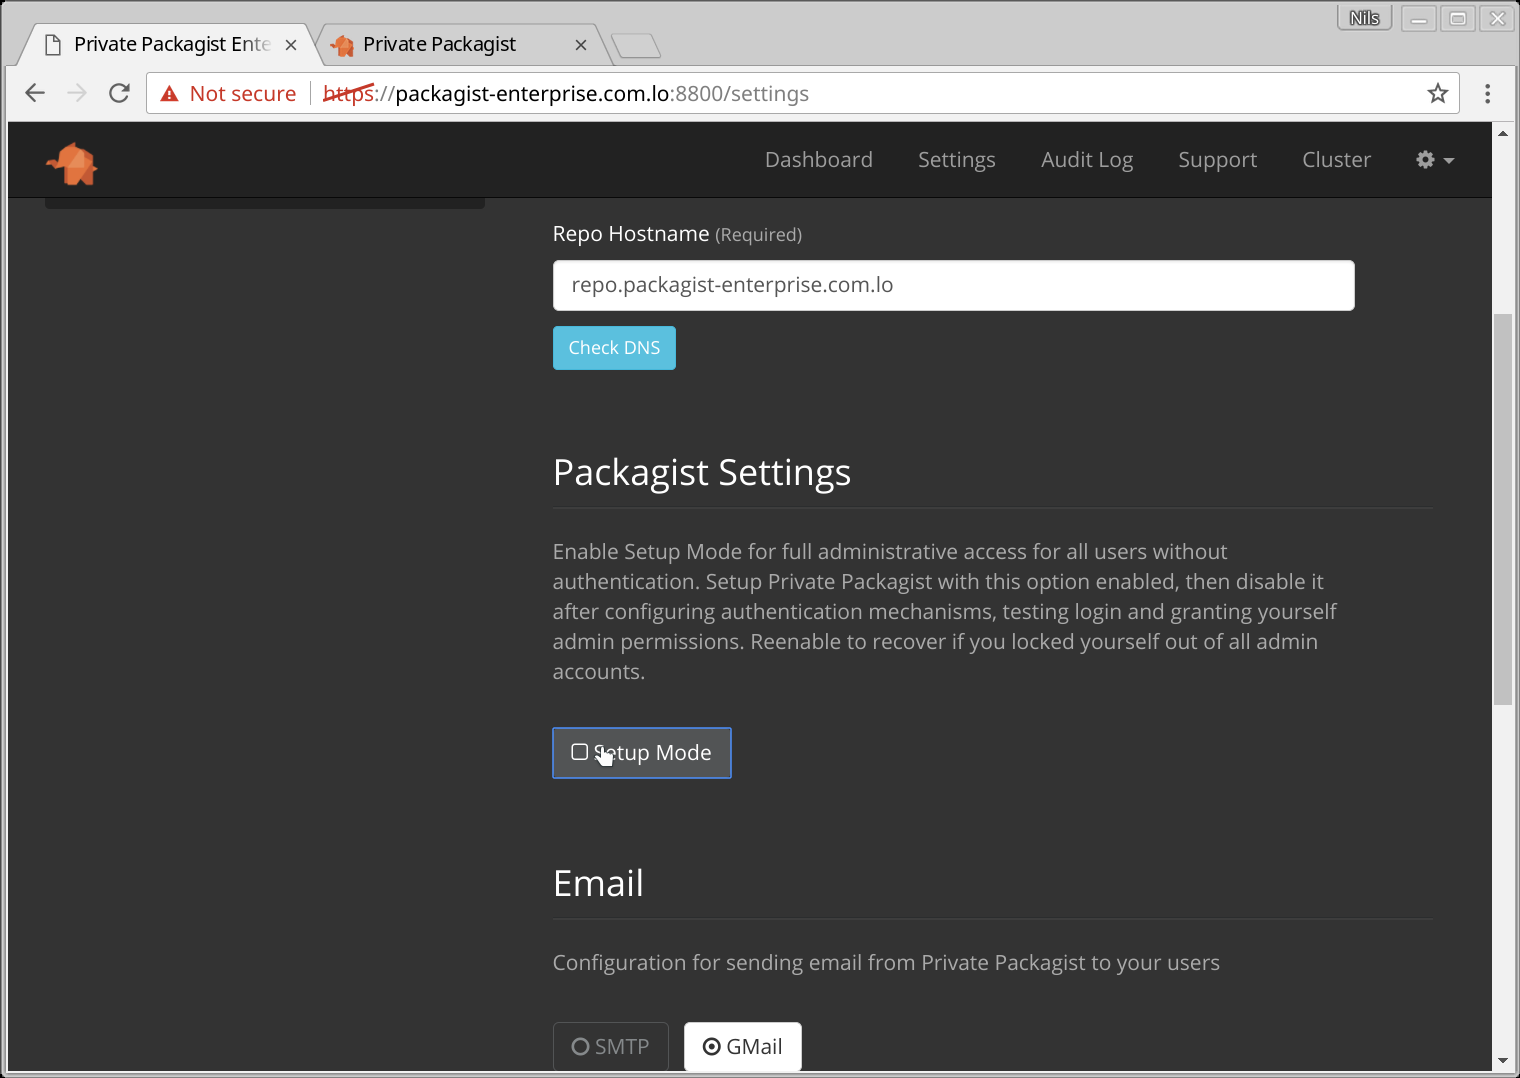 Nils
Private Packagist Ente
Private Packagist
Not secure https://packagist-enterprise.com.lo:8800/settings
Dashboard Settings Audit Log Support Cluster
Repo Hostname (Required)
repo.packagist-enterprise.com.lo
Check DNS
Packagist Settings
Enable Setup Mode for full administrative access for all users without
authentication. Setup Private Packagist with this option enabled, then disable it
after configuring authentication mechanisms, testing login and granting yourself
admin permissions. Reenable to recover if you locked yourself out of all admin
accounts.
Setup Mode
Email
Configuration for sending email from Private Packagist to your users
SMTP GMail